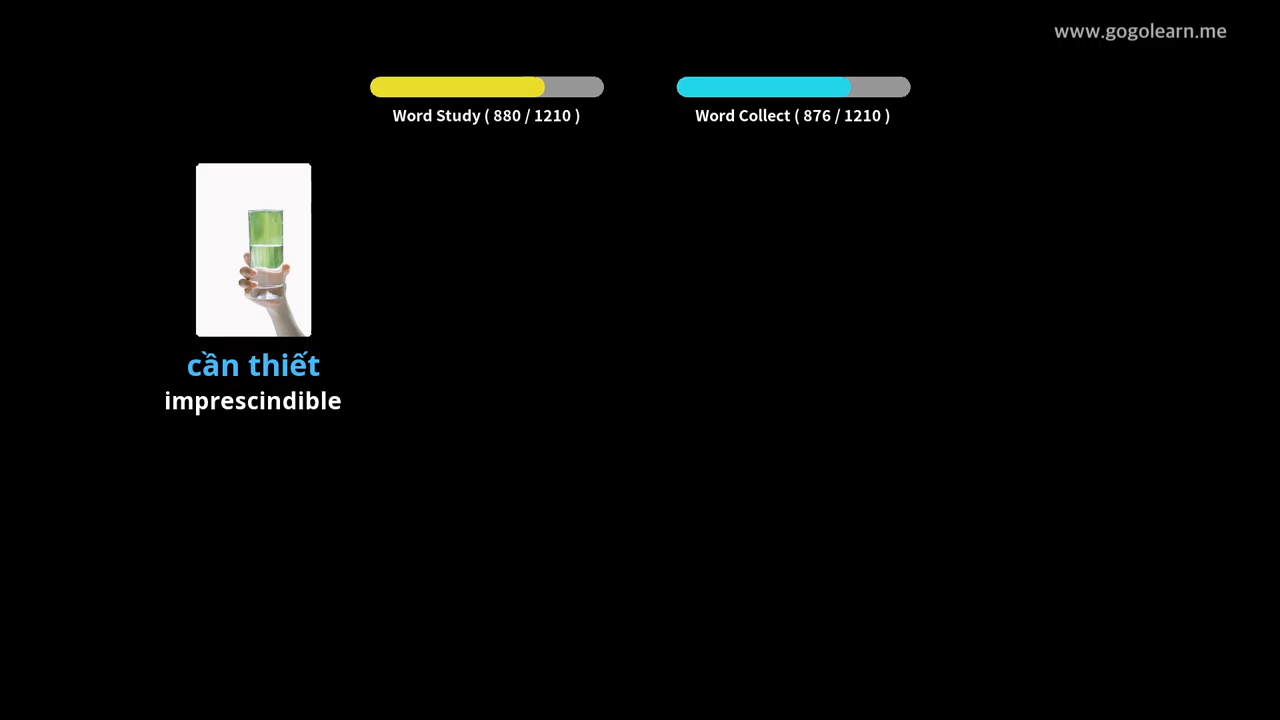 www.gogolearn.me
Word Study ( 880 / 1210 )
Word Collect ( 876 / 1210 )
cần thiết
imprescindible